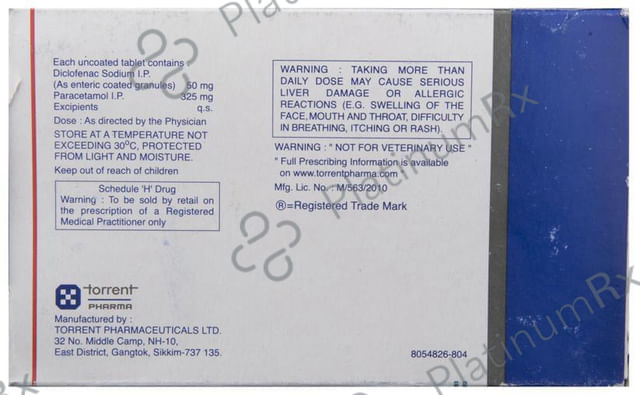 Each uncoated tablet contains :
Diclofenac Sodium I.P.
(As enteric coated granules) 50 mg
Paracetamol I.P. 325 mg
Excipients q.s.
Dose : As directed by the Physician
STORE AT A TEMPERATURE NOT
EXCEEDING 30°C, PROTECTED
FROM LIGHT AND MOISTURE.
Keep out of reach of children
Schedule 'H' Drug
Warning : To be sold by retail on
the prescription of a Registered
Medical Practitioner only
WARNING : TAKING MORE THAN
DAILY DOSE MAY CAUSE SERIOUS
LIVER DAMAGE OR ALLERGIC
REACTIONS (E.G. SWELLING OF THE
FACE, MOUTH AND THROAT, DIFFICULTY
IN BREATHING, ITCHING OR RASH).
WARNING : " NOT FOR VETERINARY USE "
" Full Prescribing Information is available
on www.torrentpharma.com "
Mfg. Lic. No. : M/563/2010
®=Registered Trade Mark
torrent
PHARMA
Manufactured by :
TORRENT PHARMACEUTICALS LTD.
32 No. Middle Camp, NH-10,
East District, Gangtok, Sikkim-737 135.
8054826-804
PlatinumRx
PlatinumRx
PlatinumRx
Rx